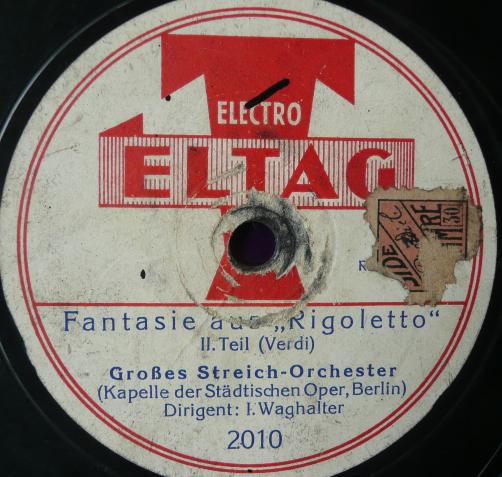 ELECTRO
ELTAG
Fantasie aus „Rigoletto“
II. Teil (Verdi)
Großes Streich-Orchester
(Kapelle der Städtischen Oper, Berlin)
Dirigent: I. Waghalter
2010